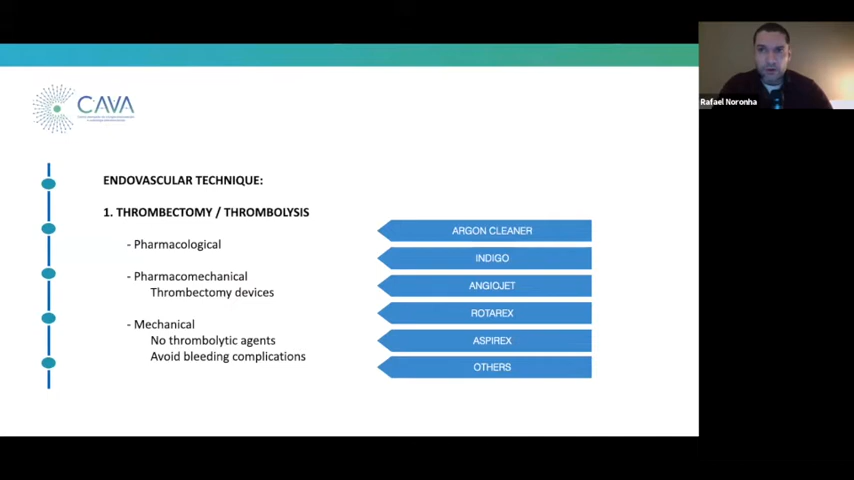 CAVA
Rafael Noronha
ENDOVASCULAR TECHNIQUE:
1. THROMBECTOMY / THROMBOLYSIS
- Pharmacological
- Pharmacomechanical
Thrombectomy devices
- Mechanical
No thrombolytic agents
Avoid bleeding complications
ARGON CLEANER
INDIGO
ANGIOJET
ROTAREX
ASPIREX
OTHERS